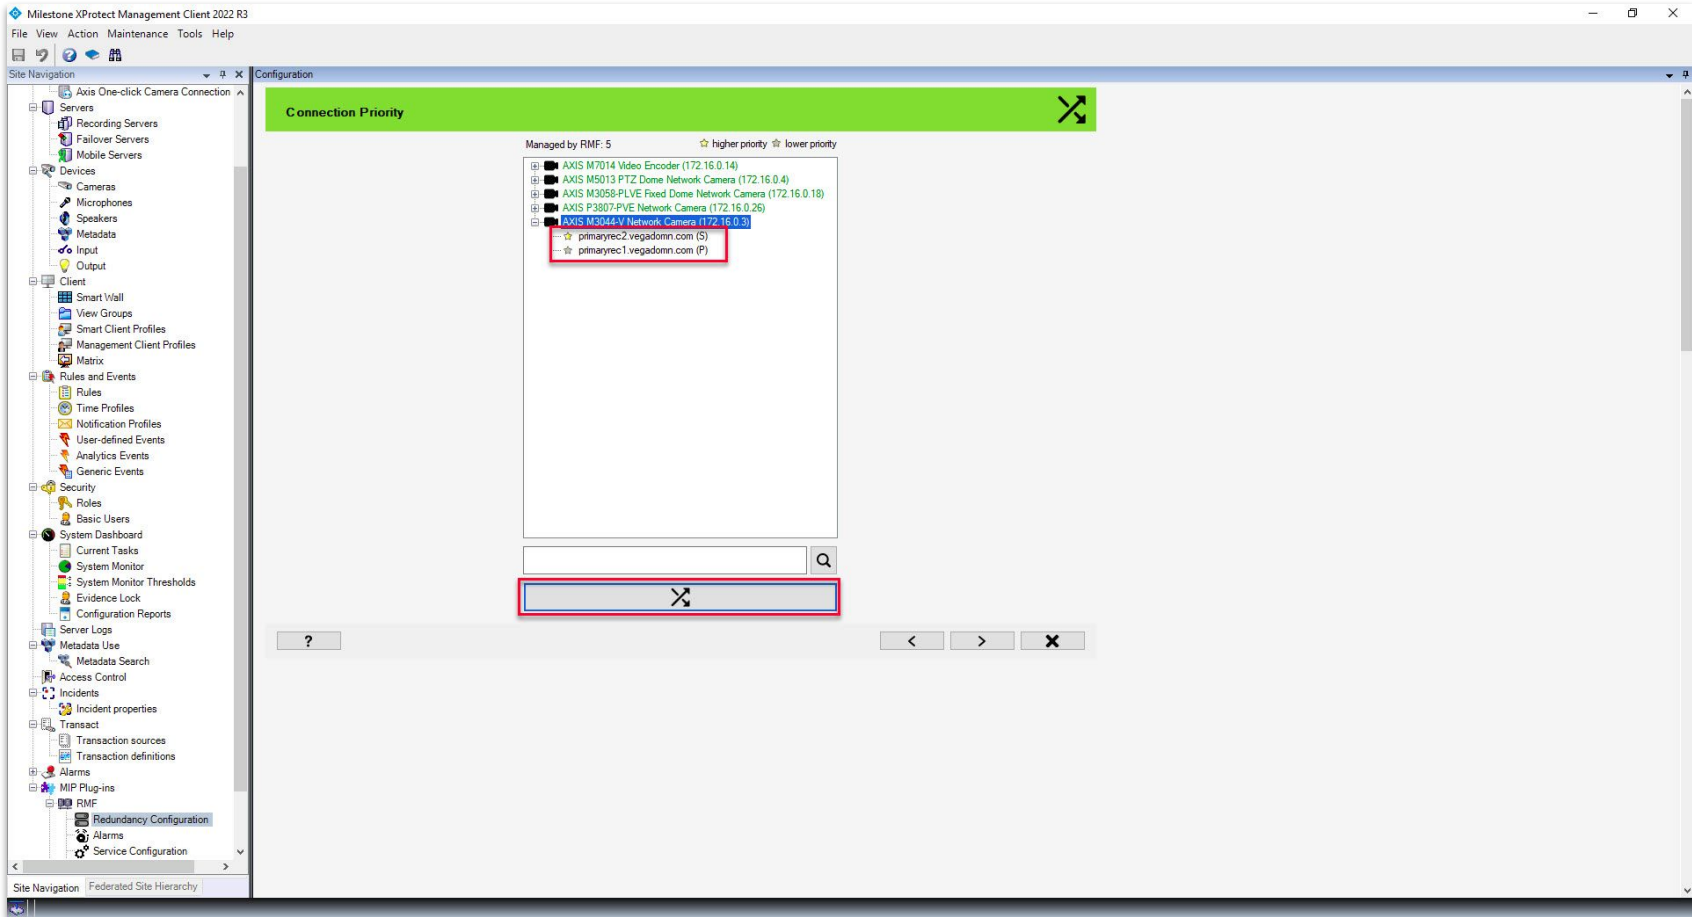 Milestone XProtect Management Client 2022 R3
File View Action Maintenance Tools Help
Site Navigation
Axis One-click Camera Connection
Servers
Recording Servers
Failover Servers
Mobile Servers
Devices
Cameras
Microphones
Speakers
Metadata
Input
Output
Client
Smart Wall
View Groups
Smart Client Profiles
Management Client Profiles
Matrix
Rules and Events
Rules
Time Profiles
Notification Profiles
User-defined Events
Analytics Events
Generic Events
Security
Roles
Basic Users
System Dashboard
Current Tasks
System Monitor
System Monitor Thresholds
Evidence Lock
Configuration Reports
Server Logs
Metadata Use
Metadata Search
Access Control
Incidents
Incident properties
Transact
Transaction sources
Transaction definitions
Alarms
MIP Plug-ins
RMF
Redundancy Configuration
Alarms
Service Configuration
Site Navigation Federated Site Hierarchy
Configuration
Connection Priority
Managed by RMF: 5 higher priority lower priority
AXIS M7014 Video Encoder (172.16.0.14)
AXIS M5013 PTZ Dome Network Camera (172.16.0.4)
AXIS M3058-PLVE Fixed Dome Network Camera (172.16.0.18)
AXIS P3807-PVE Network Camera (172.16.0.26)
AXIS M3044-V Network Camera (172.16.0.3)
primaryrec2.vegadomn.com (S)
primaryrec1.vegadomn.com (P)
?